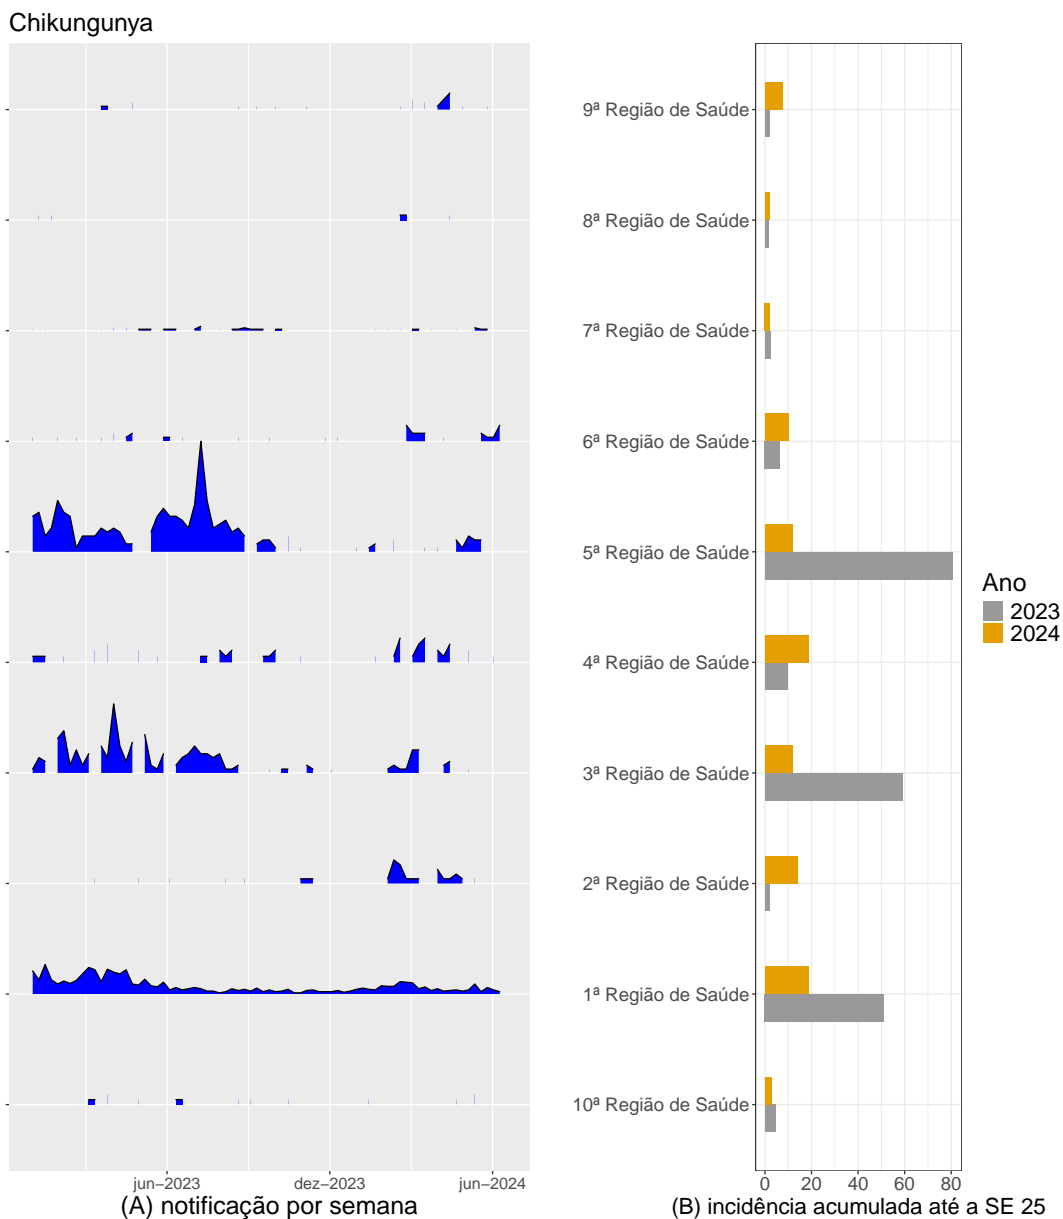 Chikungunya
9ª Região de Saúde
8ª Região de Saúde
7ª Região de Saúde
6ª Região de Saúde
5ª Região de Saúde
4ª Região de Saúde
3ª Região de Saúde
2ª Região de Saúde
1ª Região de Saúde
10ª Região de Saúde
Ano
2023
2024
jun–2023 dez–2023 jun–2024
0 20 40 60 80
(A) notificação por semana
(B) incidência acumulada até a SE 25